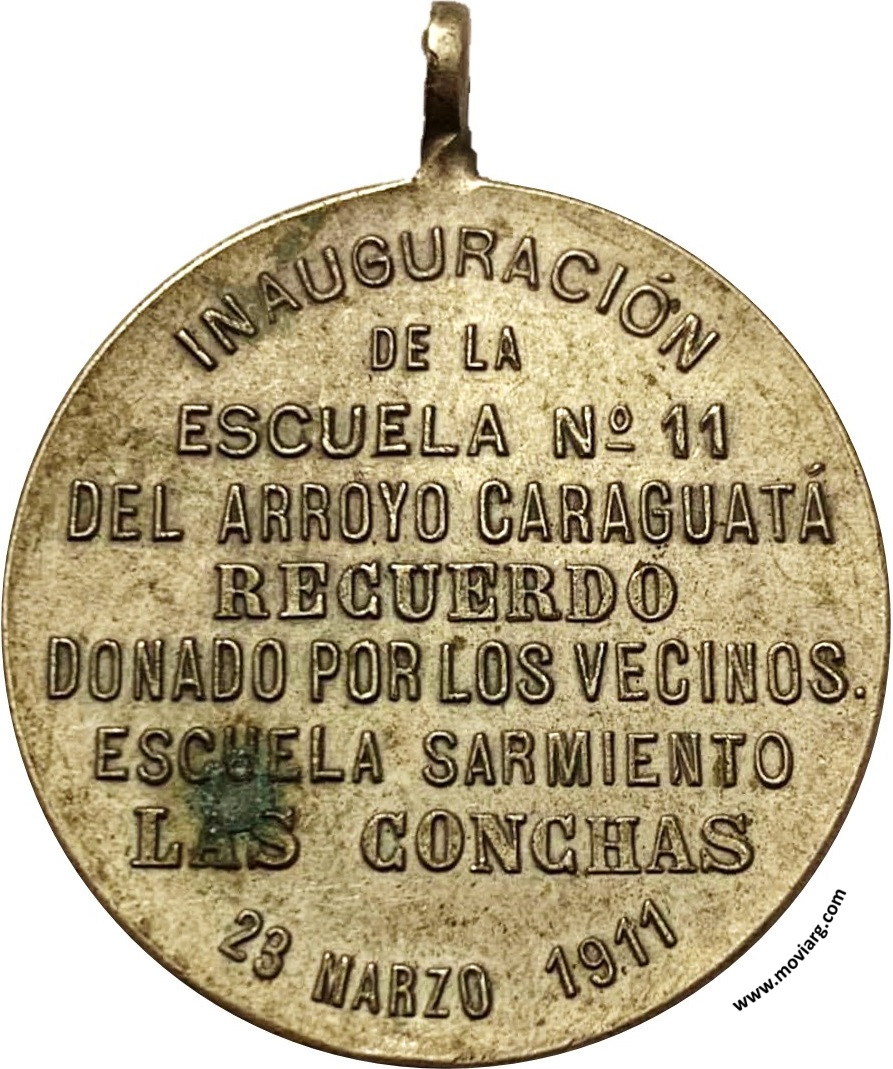 INAUGURACIÓN
DE LA
ESCUELA Nº 11
DEL ARROYO CARAGUATÁ
RECUERDO
DONADO POR LOS VECINOS.
ESCUELA SARMIENTO
LAS CONCHAS
23 MARZO 1911
www.moviarg.com